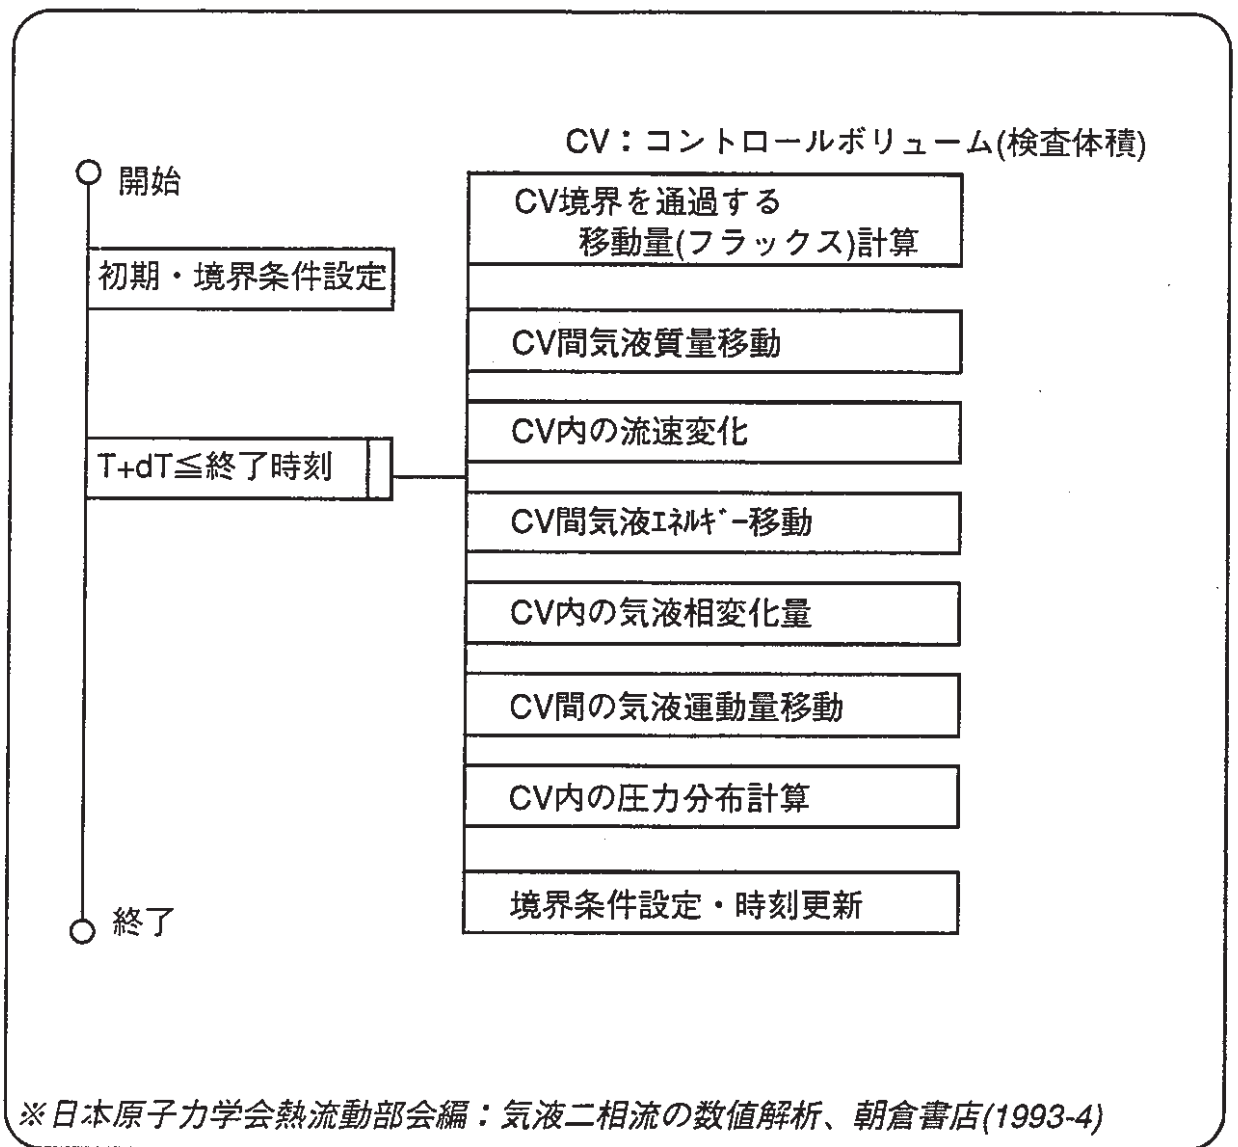 CV：コントロールボリューム(検査体積)
開始
初期・境界条件設定
T+dT≦終了時刻
終了
CV境界を通過する
移動量(フラックス)計算
CV間気液質量移動
CV内の流速変化
CV間気液ｴﾈﾙｷﾞｰ移動
CV内の気液相変化量
CV間の気液運動量移動
CV内の圧力分布計算
境界条件設定・時刻更新
※日本原子力学会熱流動部会編：気液二相流の数値解析、朝倉書店(1993-4)